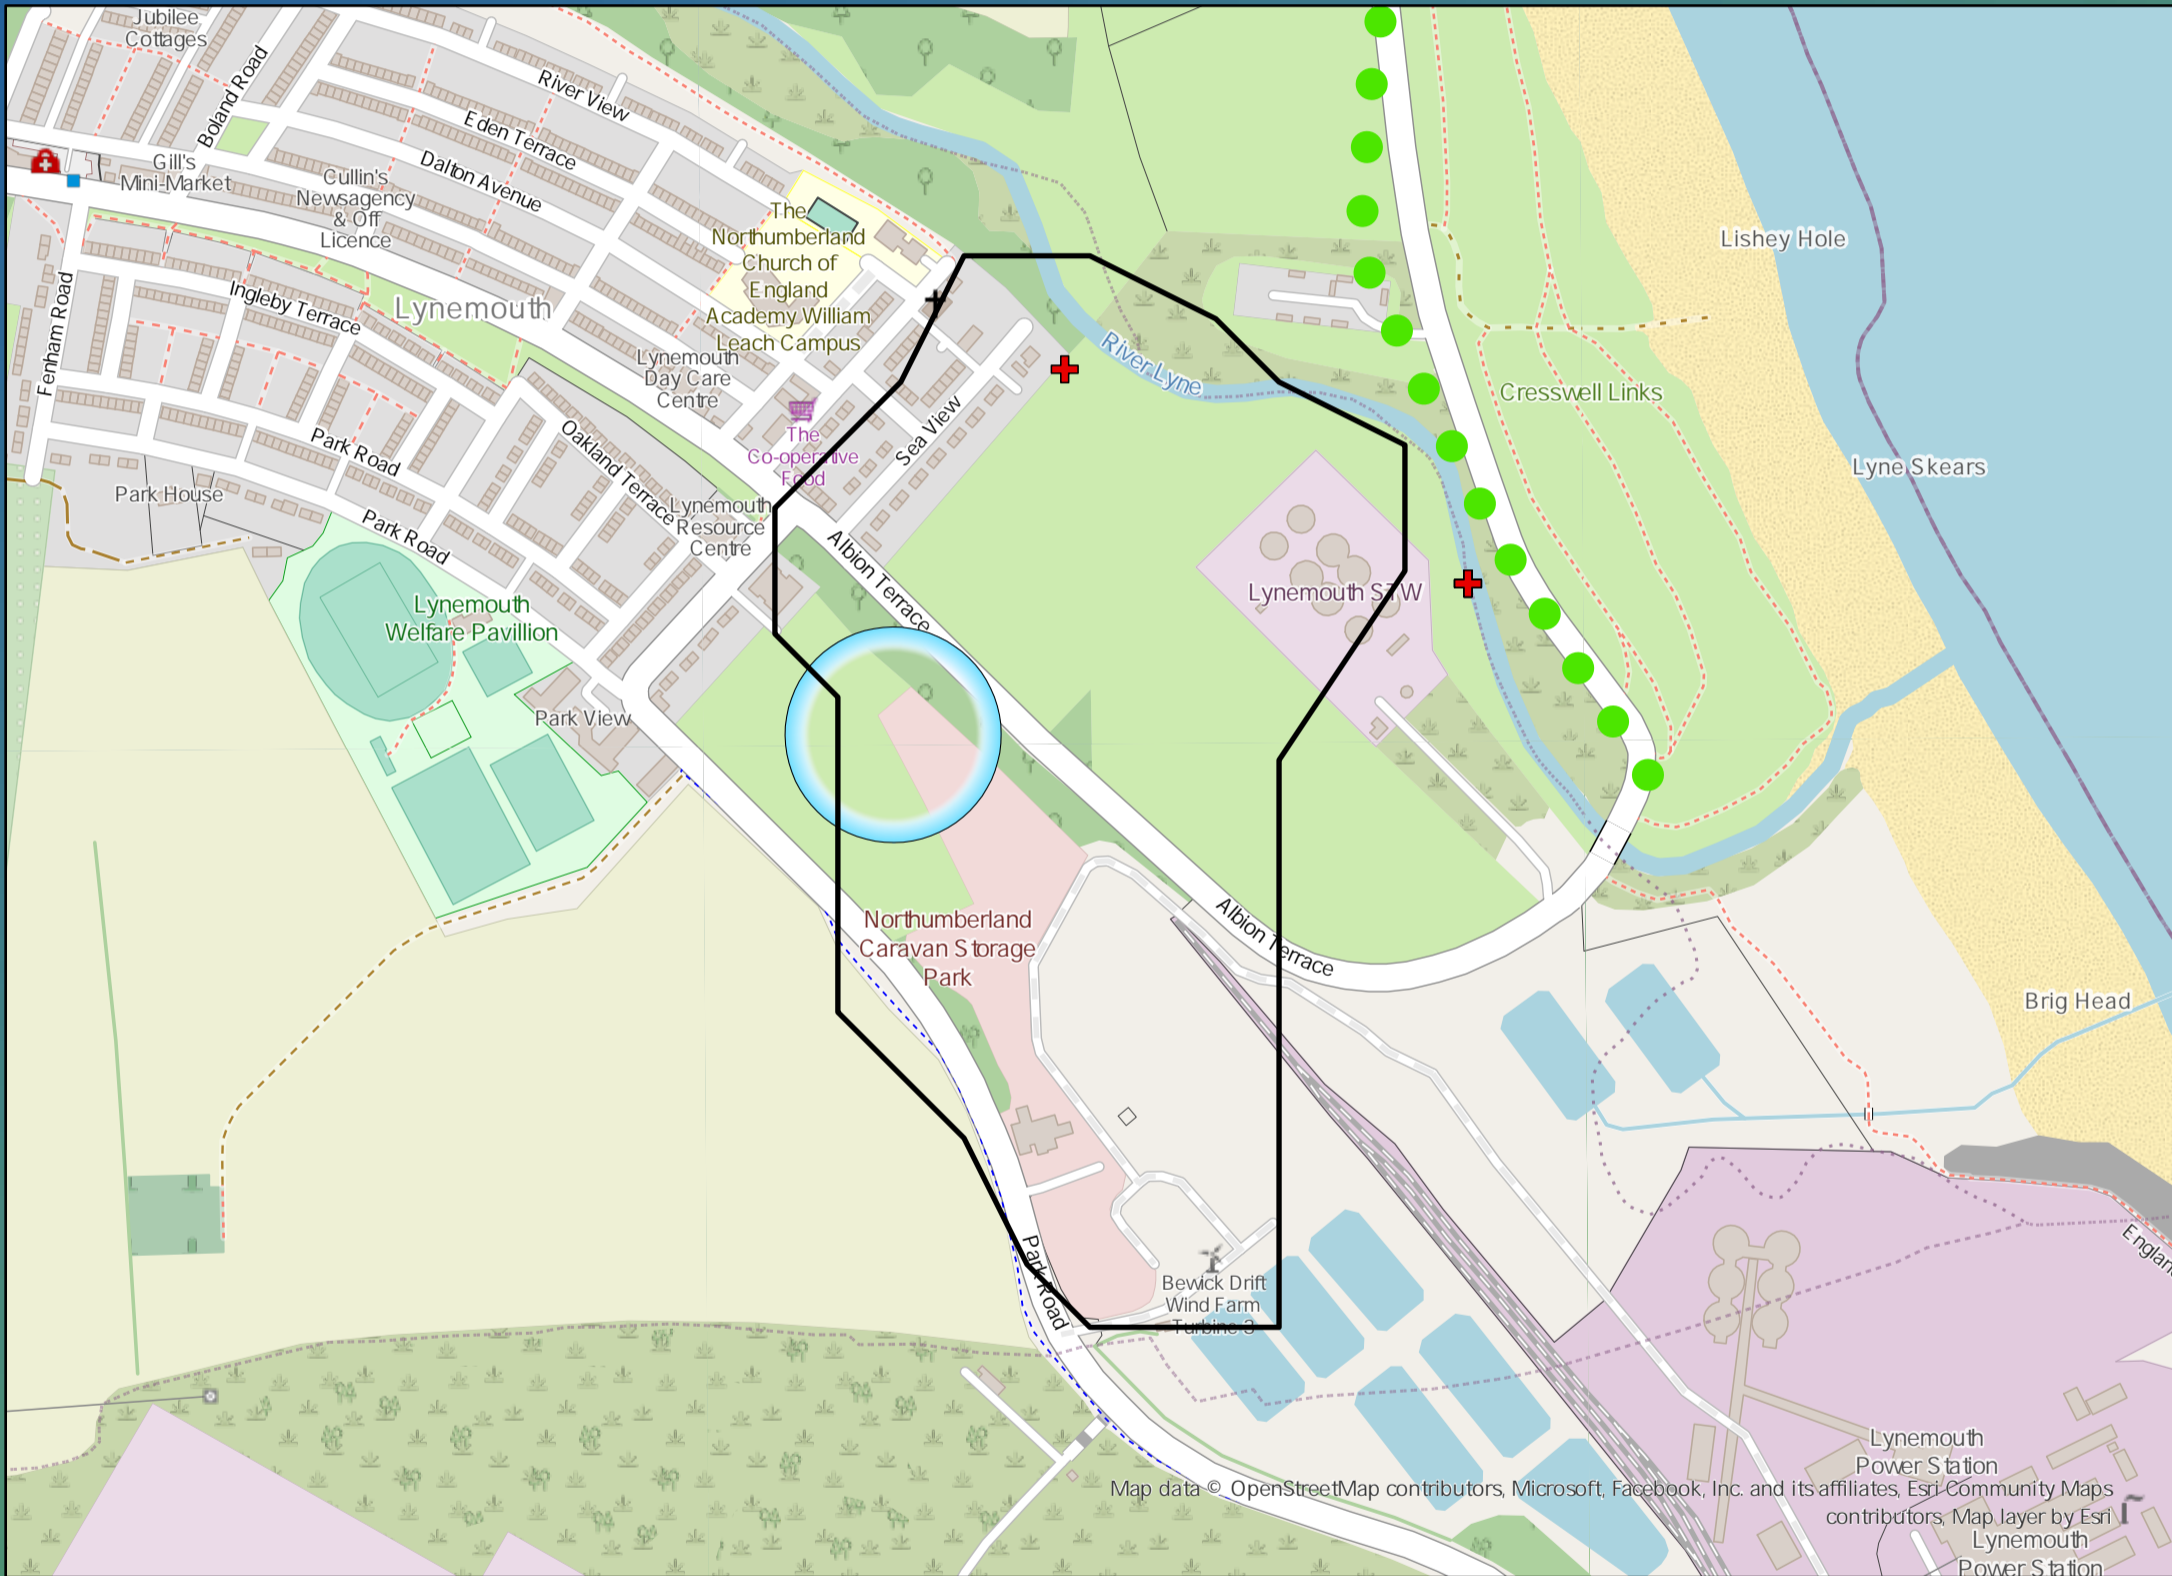 Jubilee
Cottages
Boland Road
River View
Eden Terrace
Dalton Avenue
Gill's
Mini-Market
Cullin's
Newsagency
& Off
Licence
The
Northumberland
Church of
England
Academy William
Leach Campus
Lishey Hole
Fenham Road
Ingleby Terrace
Lynemouth
Lynemouth
Day Care
Centre
River Lyne
Cresswell Links
The
Co-operative
Food
Sea View
Oakland Terrace
Park Road
Park House
Lyne Skears
Lynemouth
Resource
Centre
Park Road
Albion Terrace
Lynemouth STW
Lynemouth
Welfare Pavillion
Park View
Northumberland
Caravan Storage
Park
Albion Terrace
Brig Head
Park Road
Bewick Drift
Wind Farm
Turbine 3
Englan
Lynemouth
Power Station
Map data © OpenStreetMap contributors, Microsoft, Facebook, Inc. and its affiliates, Esri Community Maps
contributors, Map layer by Esri
Lynemouth
Power Station